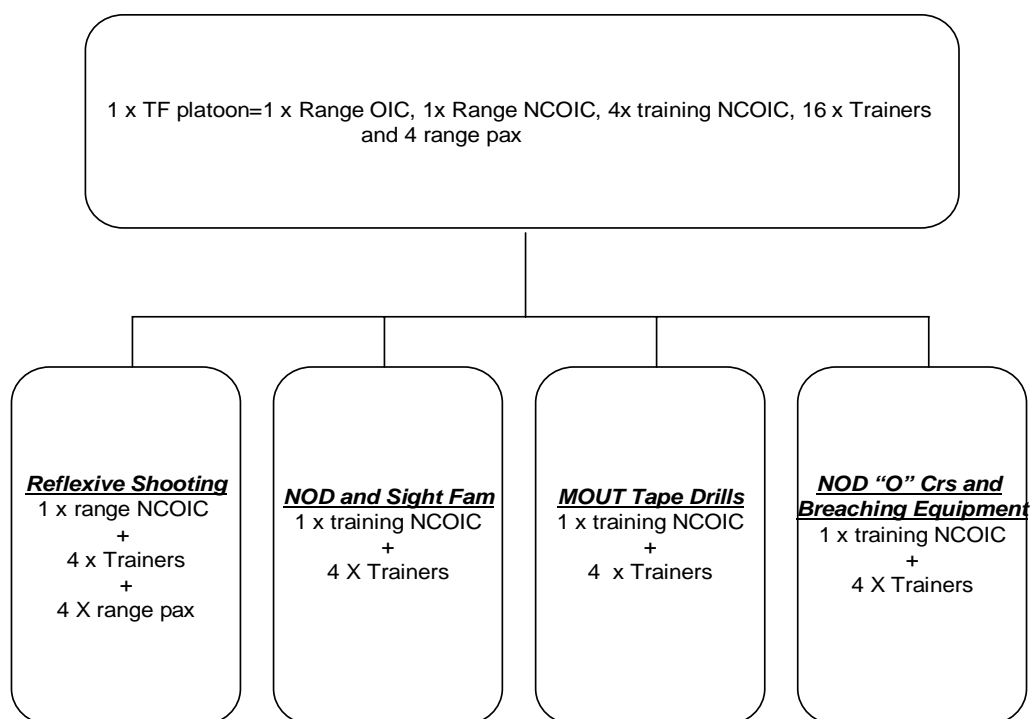 1 x TF platoon=1 x Range OIC, 1x Range NCOIC, 4x training NCOIC, 16 x Trainers
and 4 range pax
Reflexive Shooting
1 x range NCOIC
+
4 x Trainers
+
4 X range pax
NOD and Sight Fam
1 x training NCOIC
+
4 X Trainers
MOUT Tape Drills
1 x training NCOIC
+
4 x Trainers
NOD “O” Crs and
Breaching Equipment
1 x training NCOIC
+
4 X Trainers